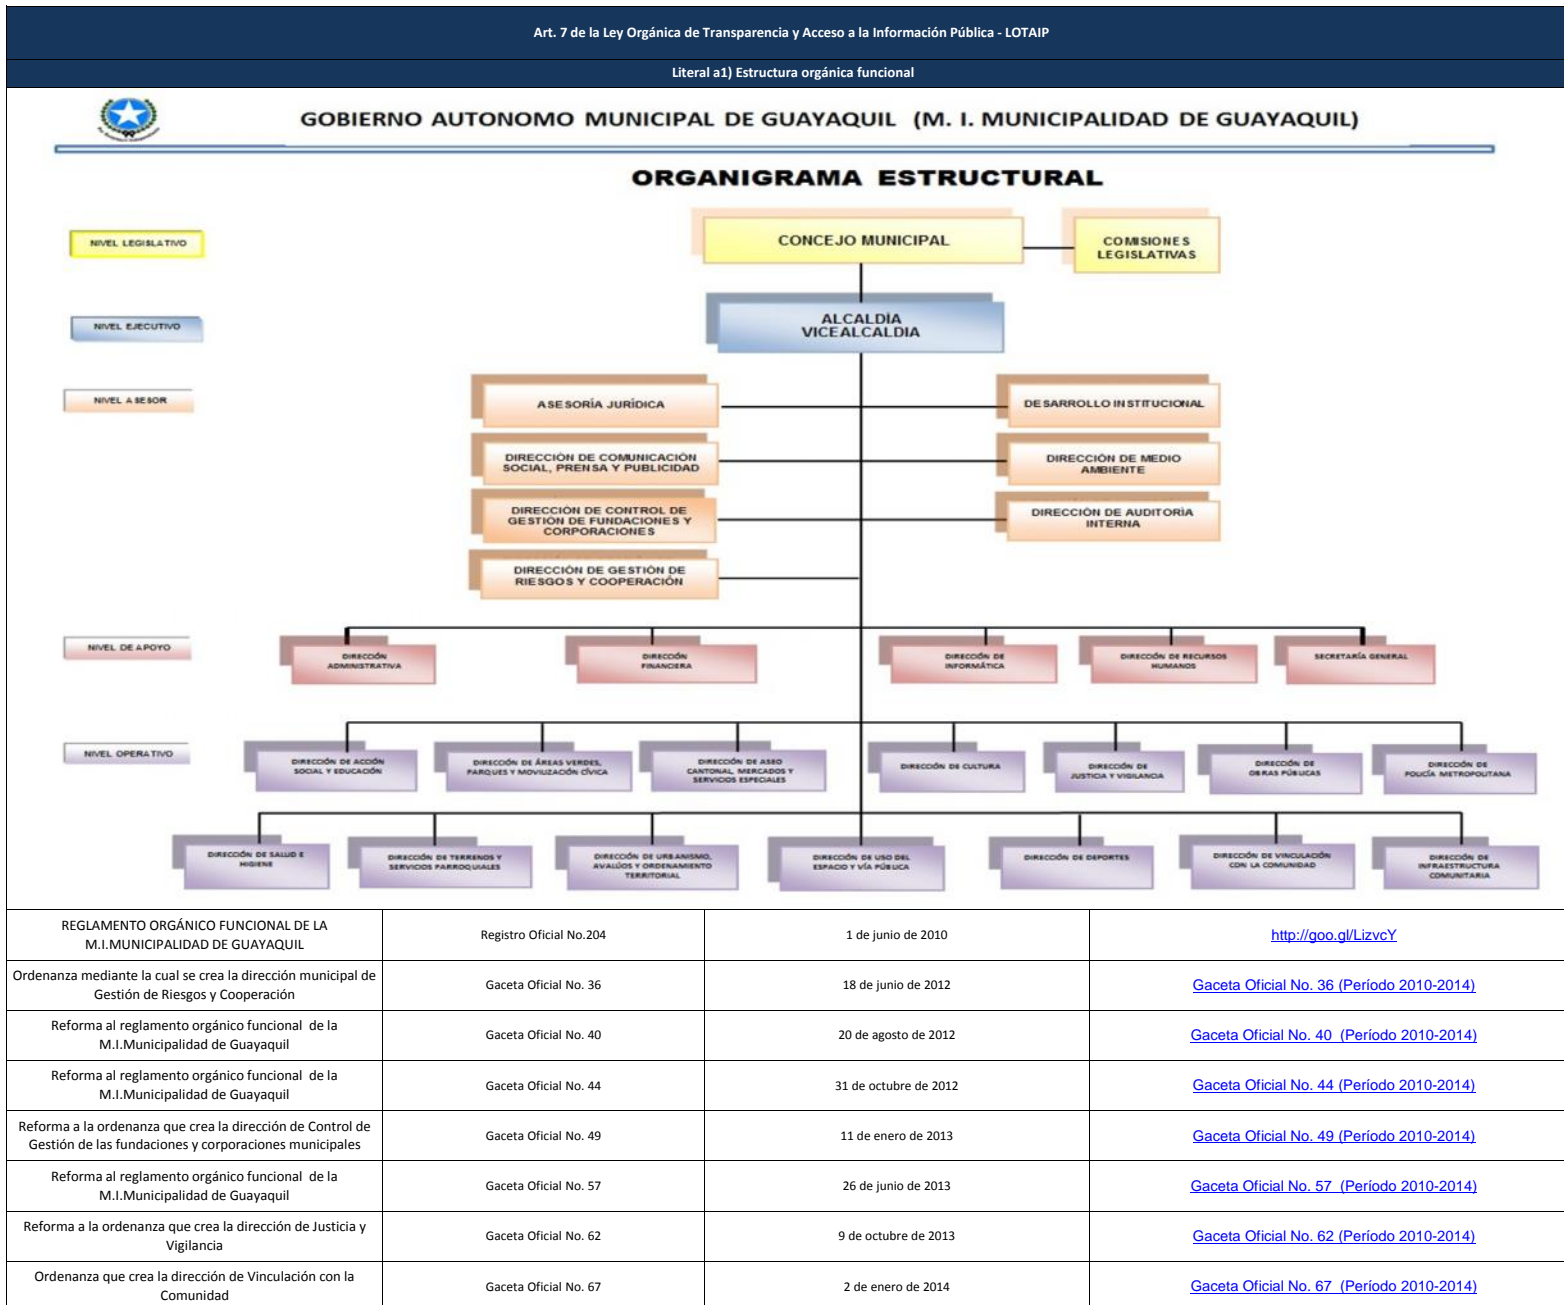 Art. 7 de la Ley Orgánica de Transparencia y Acceso a la Información Pública - LOTAIP
Literal a1) Estructura orgánica funcional
GOBIERNO AUTONOMO MUNICIPAL DE GUAYAQUIL (M. I. MUNICIPALIDAD DE GUAYAQUIL)
ORGANIGRAMA ESTRUCTURAL
NIVEL LEGISLATIVO
CONCEJO MUNICIPAL
COMISIONES
LEGISLATIVAS
NIVEL EJECUTIVO
ALCALDÍA
VICEALCALDIA
NIVEL ASESOR
ASESORÍA JURÍDICA
DESARROLLO INSTITUCIONAL
DIRECCIÓN DE COMUNICACIÓN
SOCIAL, PRENSA Y PUBLICIDAD
DIRECCIÓN DE MEDIO
AMBIENTE
DIRECCIÓN DE CONTROL DE
GESTIÓN DE FUNDACIONES Y
CORPORACIONES
DIRECCIÓN DE AUDITORÌA
INTERNA
DIRECCIÓN DE GESTIÓN DE
RIESGOS Y COOPERACIÓN
NIVEL DE APOYO
DIRECCIÓN
ADMINISTRATIVA
DIRECCIÓN
FINANCIERA
DIRECCIÓN DE
INFORMÁTICA
DIRECCIÓN DE RECURSOS
HUMANOS
SECRETARÍA GENERAL
NIVEL OPERATIVO
DIRECCIÓN DE ACCIÓN
SOCIAL Y EDUCACIÓN
DIRECCIÓN DE ÁREAS VERDES,
PARQUES Y MOVILIZACIÓN CÍVICA
DIRECCIÓN DE ASEO
CANTONAL, MERCADOS Y
SERVICIOS ESPECIALES
DIRECCIÓN DE CULTURA
DIRECCIÓN DE
JUSTICIA Y VIGILANCIA
DIRECCIÓN DE
OBRAS PÚBLICAS
DIRECCIÓN DE
POLICÍA METROPOLITANA
DIRECCIÓN DE SALUD E
HIGIENE
DIRECCIÓN DE TERRENOS Y
SERVICIOS PARROQUIALES
DIRECCIÓN DE URBANISMO,
AVALÚOS Y ORDENAMIENTO
TERRITORIAL
DIRECCIÓN DE USO DEL
ESPACIO Y VÍA PÚBLICA
DIRECCIÓN DE DEPORTES
DIRECCIÓN DE VINCULACIÓN
CON LA COMUNIDAD
DIRECCIÓN DE
INFRAESTRUCTURA
COMUNITARIA
REGLAMENTO ORGÁNICO FUNCIONAL DE LA
M.I.MUNICIPALIDAD DE GUAYAQUIL
Registro Oficial No.204
1 de junio de 2010
http://goo.gl/LizvcY
Ordenanza mediante la cual se crea la dirección municipal de
Gestión de Riesgos y Cooperación
Gaceta Oficial No. 36
18 de junio de 2012
Gaceta Oficial No. 36 (Período 2010-2014)
Reforma al reglamento orgánico funcional de la
M.I.Municipalidad de Guayaquil
Gaceta Oficial No. 40
20 de agosto de 2012
Gaceta Oficial No. 40 (Período 2010-2014)
Reforma al reglamento orgánico funcional de la
M.I.Municipalidad de Guayaquil
Gaceta Oficial No. 44
31 de octubre de 2012
Gaceta Oficial No. 44 (Período 2010-2014)
Reforma a la ordenanza que crea la dirección de Control de
Gestión de las fundaciones y corporaciones municipales
Gaceta Oficial No. 49
11 de enero de 2013
Gaceta Oficial No. 49 (Período 2010-2014)
Reforma al reglamento orgánico funcional de la
M.I.Municipalidad de Guayaquil
Gaceta Oficial No. 57
26 de junio de 2013
Gaceta Oficial No. 57 (Período 2010-2014)
Reforma a la ordenanza que crea la dirección de Justicia y
Vigilancia
Gaceta Oficial No. 62
9 de octubre de 2013
Gaceta Oficial No. 62 (Período 2010-2014)
Ordenanza que crea la dirección de Vinculación con la
Comunidad
Gaceta Oficial No. 67
2 de enero de 2014
Gaceta Oficial No. 67 (Período 2010-2014)